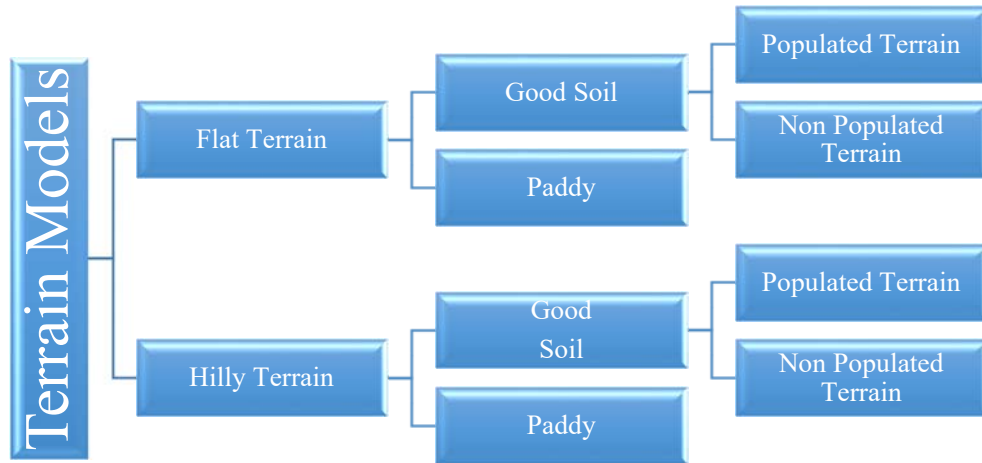 Terrain Models
Flat Terrain
Good Soil
Populated Terrain
Non Populated
Terrain
Paddy
Hilly Terrain
Good
Soil
Populated Terrain
Non Populated
Terrain
Paddy